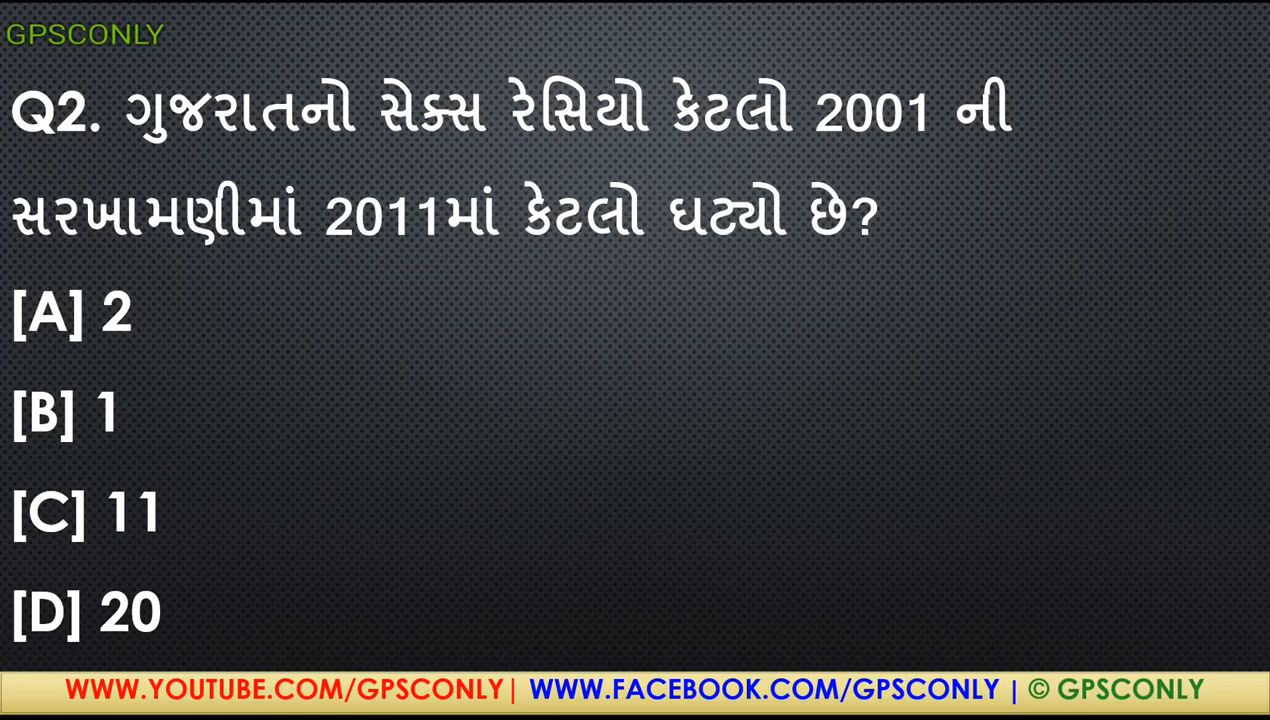 GPSCONLY
Q2. ગુજરાતનો સેક્સ રેસિયો કેટલો 2001 ની
સરખામણીમાં 2011માં કેટલો ઘટ્યો છે?
[A] 2
[B] 1
[C] 11
[D] 20
WWW.YOUTUBE.COM/GPSCONLY| WWW.FACEBOOK.COM/GPSCONLY | © GPSCONLY